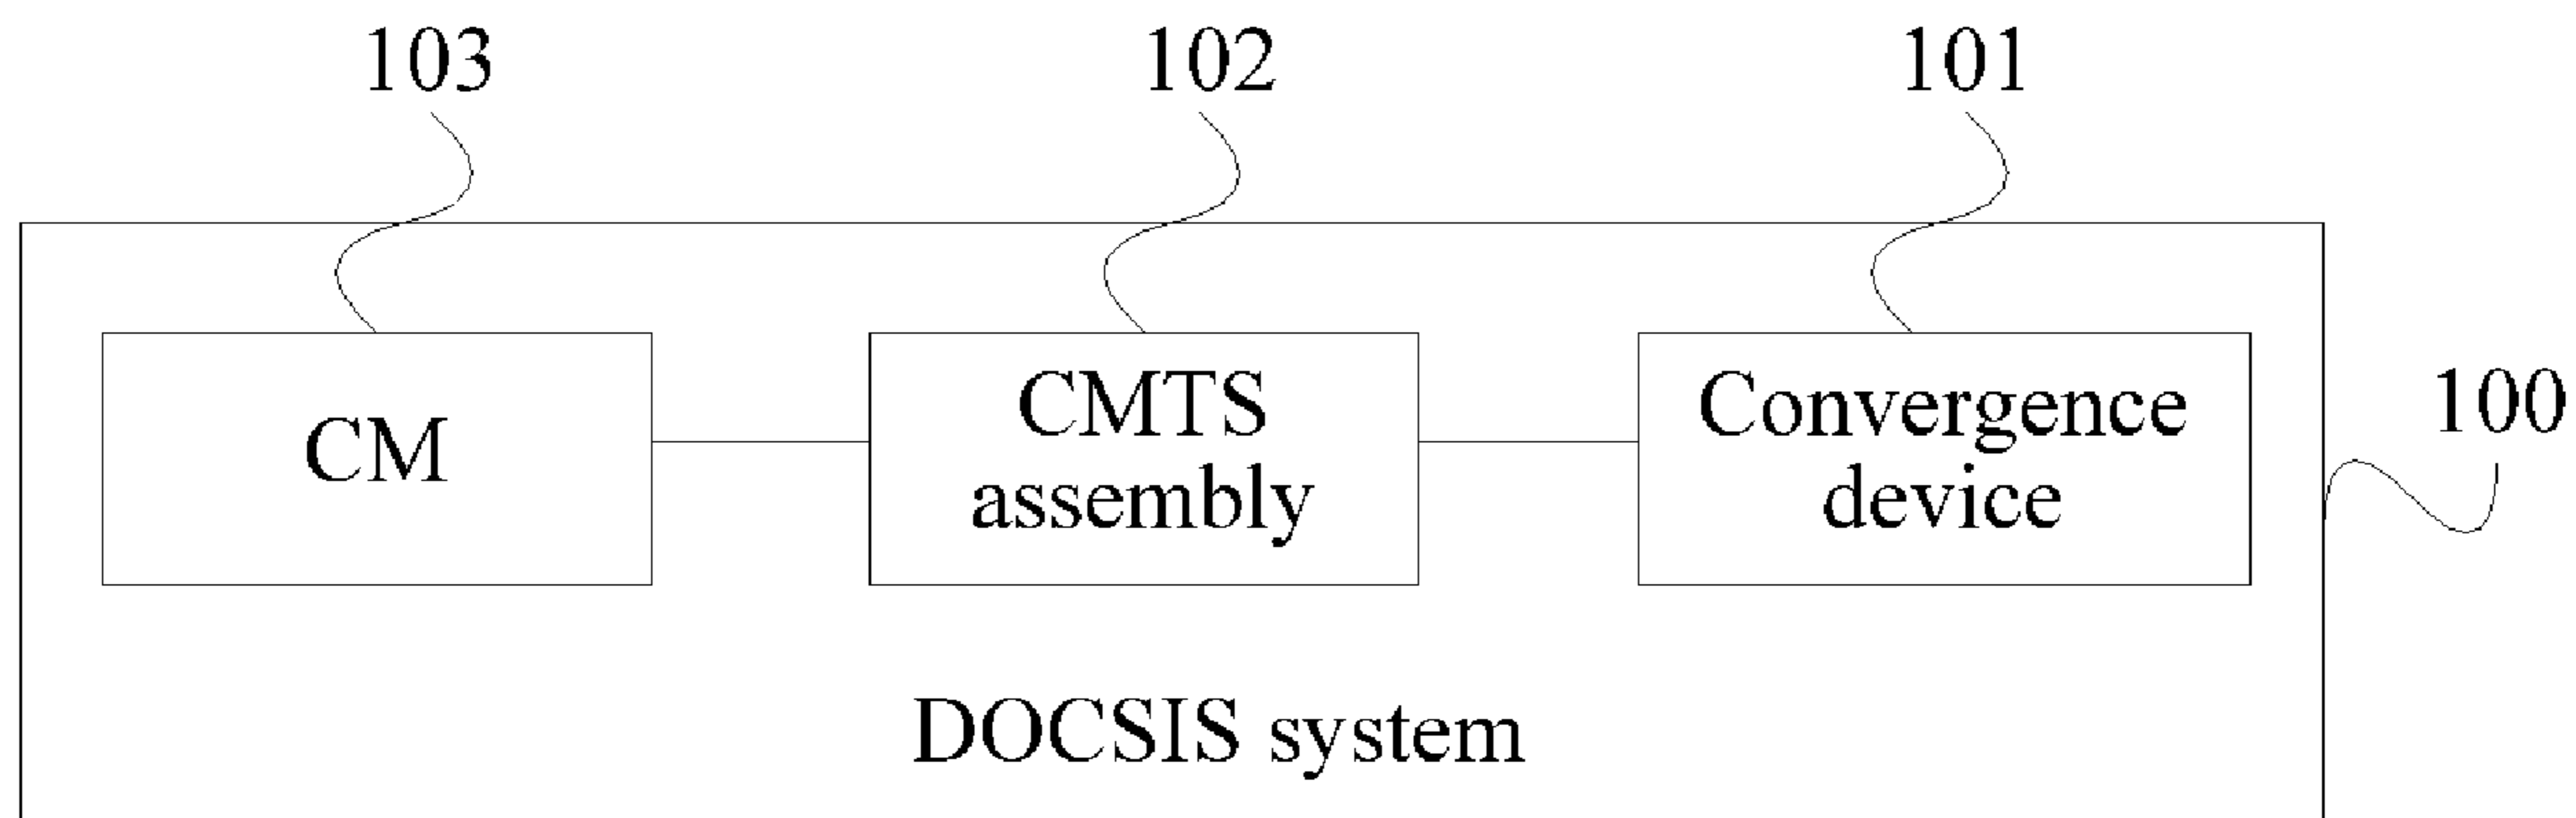 103
102
101
100
CM
CMTS
assembly
Convergence
device
DOCSIS system